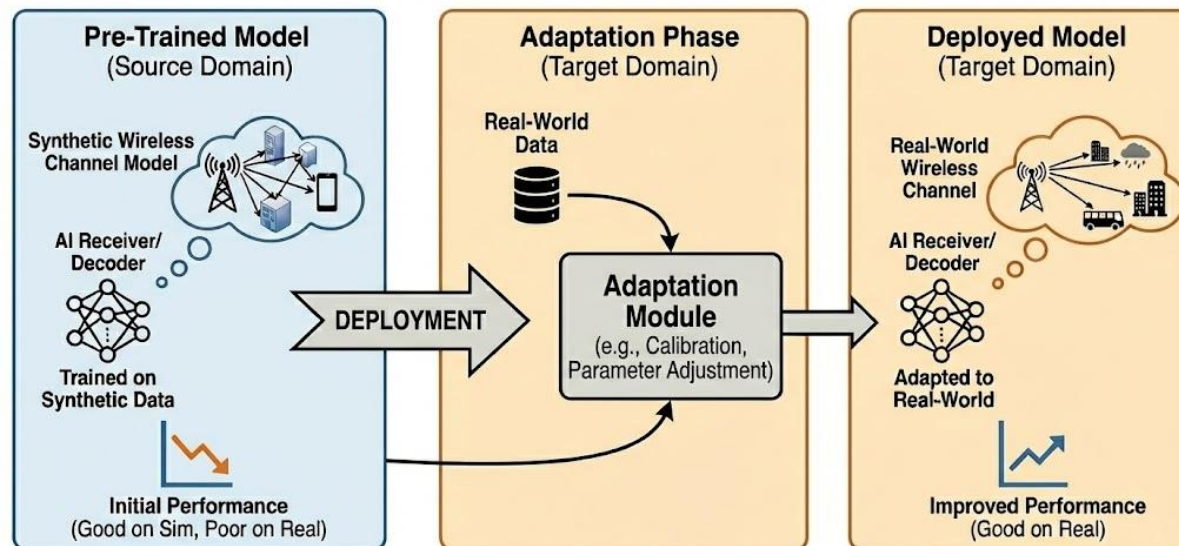 Pre-Trained Model
(Source Domain)
Synthetic Wireless
Channel Model
AI Receiver/
Decoder
Trained on
Synthetic Data
Initial Performance
(Good on Sim, Poor on Real)
DEPLOYMENT
Adaptation Phase
(Target Domain)
Real-World
Data
Adaptation
Module
(e.g., Calibration,
Parameter Adjustment)
Deployed Model
(Target Domain)
Real-World
Wireless
Channel
AI Receiver/
Decoder
Adapted to
Real-World
Improved Performance
(Good on Real)